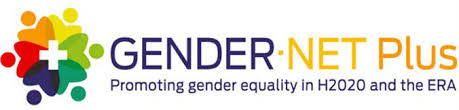 GENDER·NET Plus
Promoting gender equality in H2020 and the ERA